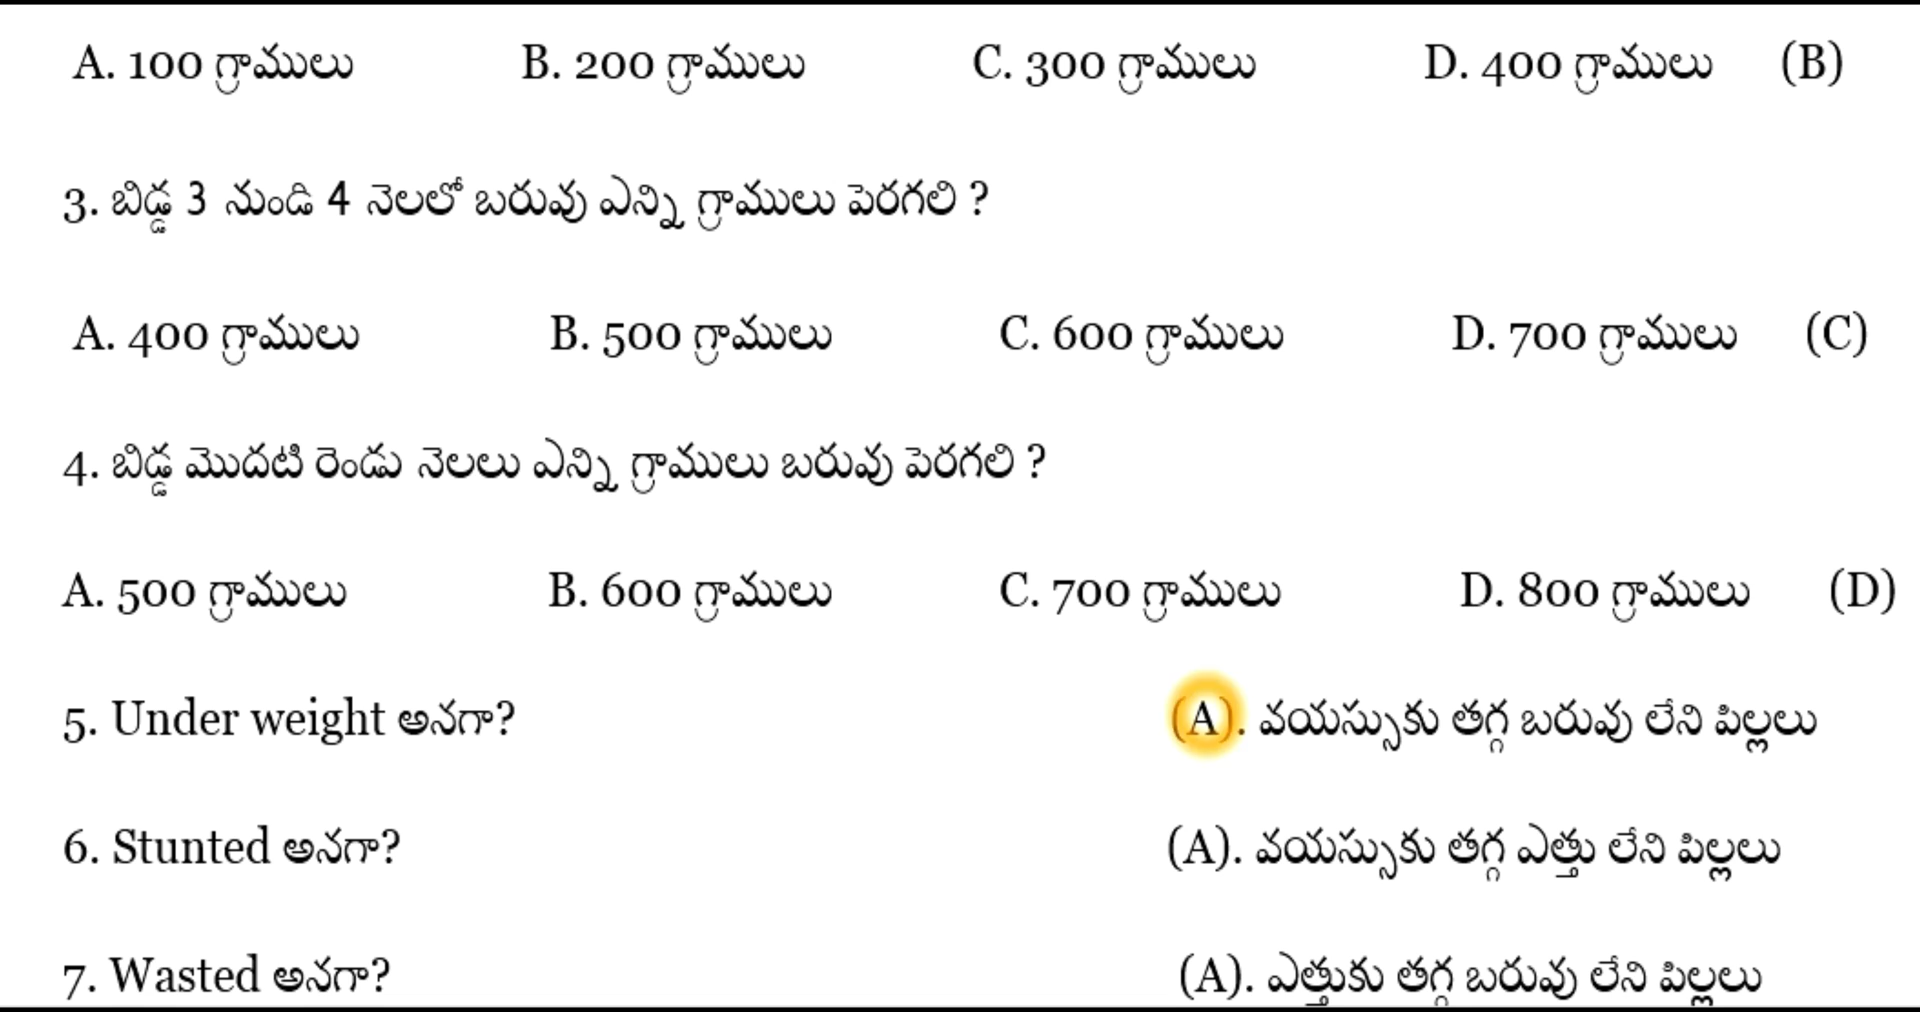 A. 100 గ్రాములు B. 200 గ్రాములు C. 300 గ్రాములు D. 400 గ్రాములు (B)
3. బిడ్డ 3 నుండి 4 నెలలో బరువు ఎన్ని గ్రాములు పెరగలి ?
A. 400 గ్రాములు B. 500 గ్రాములు C. 600 గ్రాములు D. 700 గ్రాములు (C)
4. బిడ్డ మొదటి రెండు నెలలు ఎన్ని గ్రాములు బరువు పెరగలి ?
A. 500 గ్రాములు B. 600 గ్రాములు C. 700 గ్రాములు D. 800 గ్రాములు (D)
5. Under weight అనగా? (A). వయస్సుకు తగ్గ బరువు లేని పిల్లలు
6. Stunted అనగా? (A). వయస్సుకు తగ్గ ఎత్తు లేని పిల్లలు
7. Wasted అనగా? (A). ఎత్తుకు తగ్గ బరువు లేని పిల్లలు